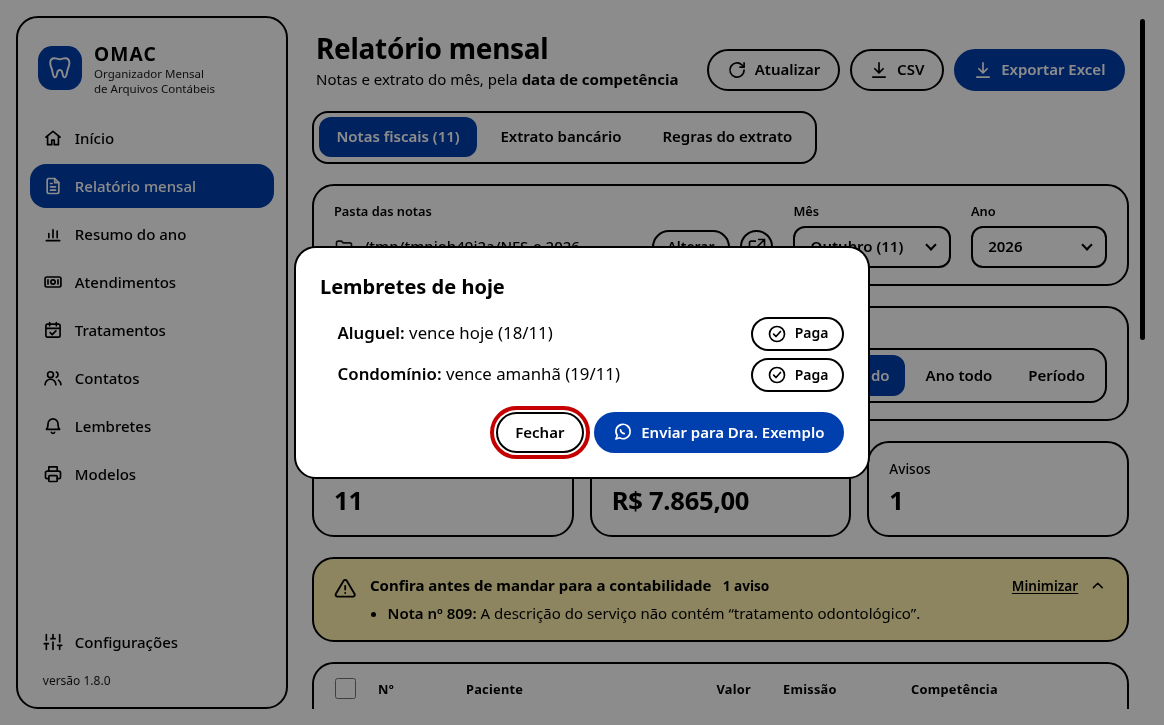 OMAC
Organizador Mensal
de Arquivos Contábeis
Início
Relatório mensal
Resumo do ano
Atendimentos
Tratamentos
Contatos
Lembretes
Modelos
Configurações
versão 1.8.0
Relatório mensal
Notas e extrato do mês, pela data de competência
Atualizar
CSV
Exportar Excel
Notas fiscais (11)
Extrato bancário
Regras do extrato
Pasta das notas
Mês
Ano
Alterar
Outubro (11)
2026
do
Ano todo
Período
Lembretes de hoje
Aluguel: vence hoje (18/11)
Paga
Condomínio: vence amanhã (19/11)
Paga
Fechar
Enviar para Dra. Exemplo
11
R$ 7.865,00
Avisos
1
Confira antes de mandar para a contabilidade 1 aviso
Minimizar
• Nota nº 809: A descrição do serviço não contém “tratamento odontológico”.
Nº Paciente Valor Emissão Competência